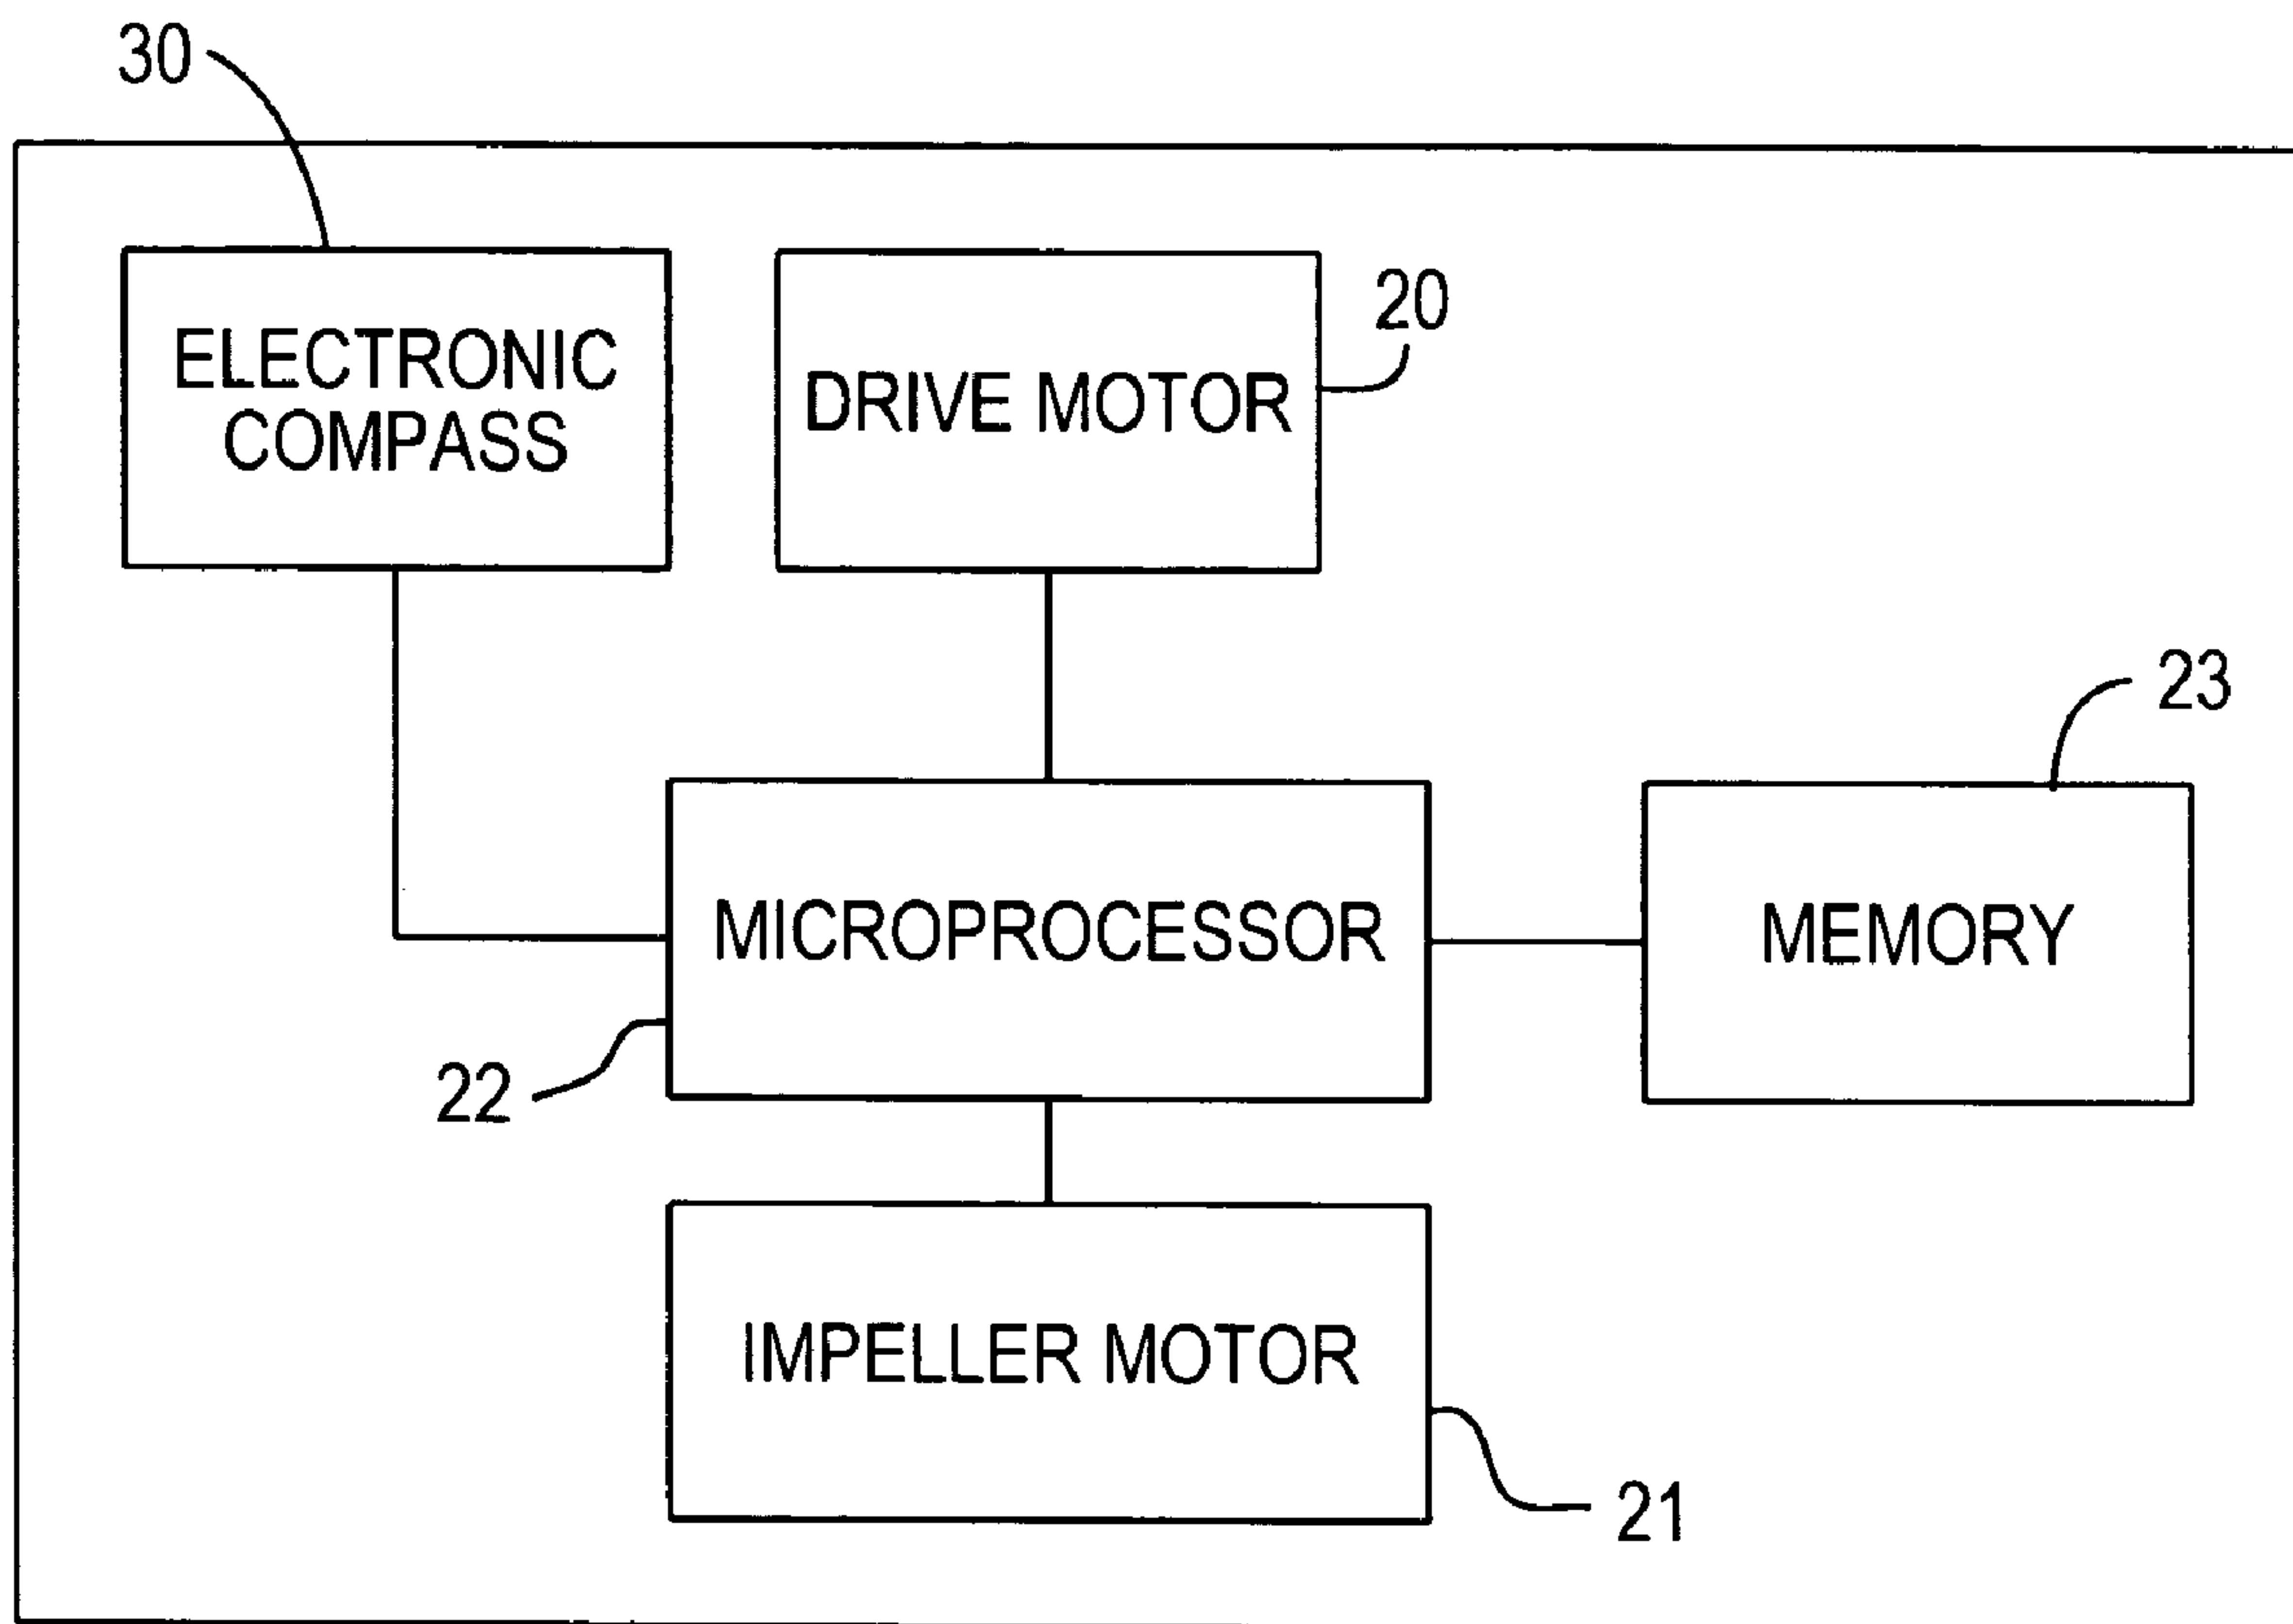 30
ELECTRONIC
COMPASS
DRIVE MOTOR
20
23
MICROPROCESSOR
MEMORY
22
IMPELLER MOTOR
21